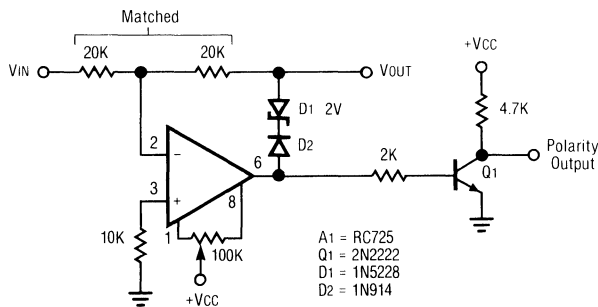 Matched
20K
20K
VIN
VOUT
+VCC
D1 2V
4.7K
D2
Polarity
Output
2
−
6
2K
Q1
3
+
8
10K
1
100K
+VCC
A1 = RC725
Q1 = 2N2222
D1 = 1N5228
D2 = 1N914